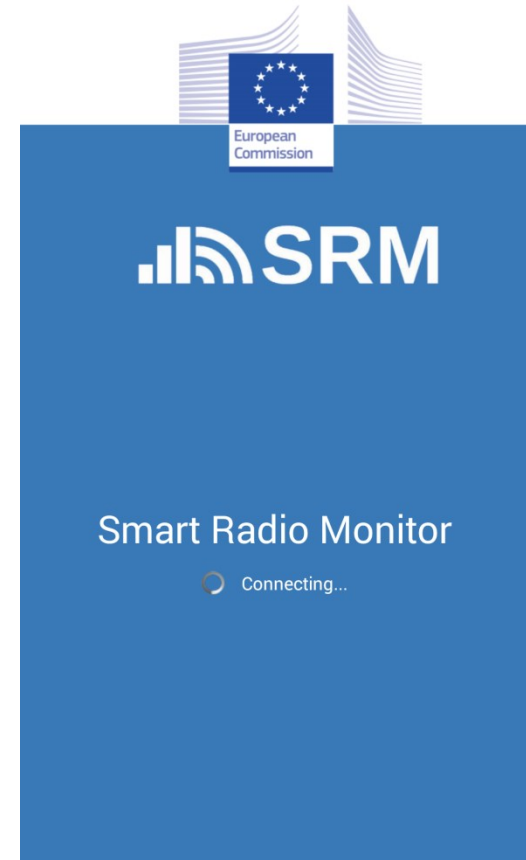 European
Commission
SRM
Smart Radio Monitor
Connecting...